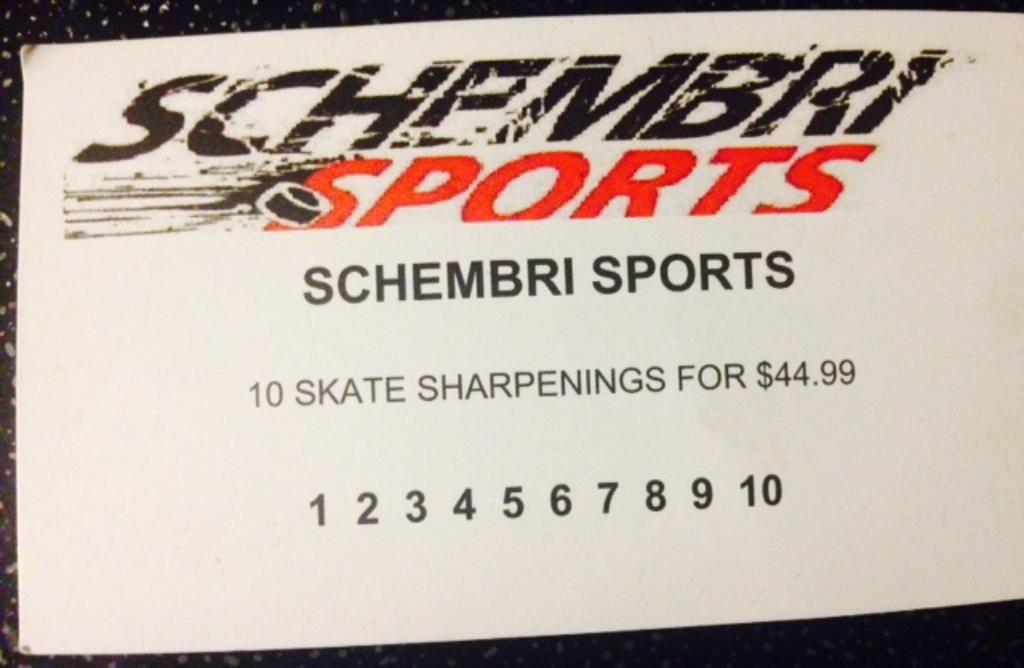 SCHEMBRI
SPORTS
SCHEMBRI SPORTS
10 SKATE SHARPENINGS FOR $44.99
1 2 3 4 5 6 7 8 9 10